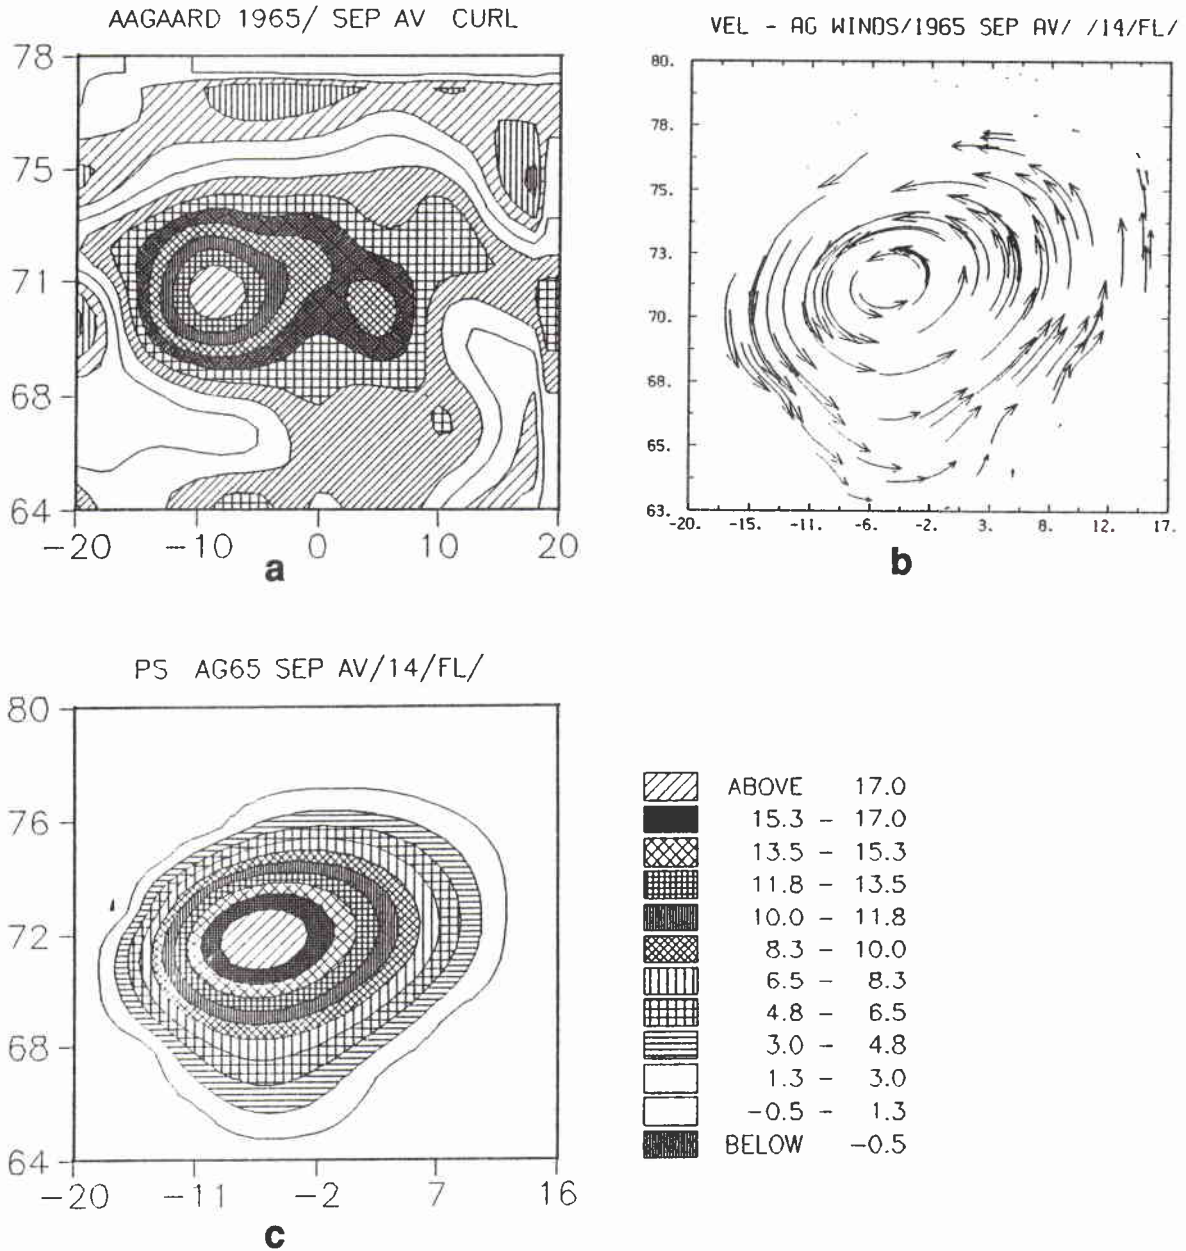 AAGAARD 1965/ SEP AV CURL
78
75
71
68
64
-20 -10 0 10 20
a
VEL - AG WINDS/1965 SEP AV/ /14/FL/
80.
78.
75.
73.
70.
68.
65.
63.
-20. -15. -11. -6. -2. 3. 8. 12. 17.
b
PS AG65 SEP AV/14/FL/
80
76
72
68
64
-20 -11 -2 7 16
c
ABOVE 17.0
15.3 - 17.0
13.5 - 15.3
11.8 - 13.5
10.0 - 11.8
8.3 - 10.0
6.5 - 8.3
4.8 - 6.5
3.0 - 4.8
1.3 - 3.0
-0.5 - 1.3
BELOW -0.5